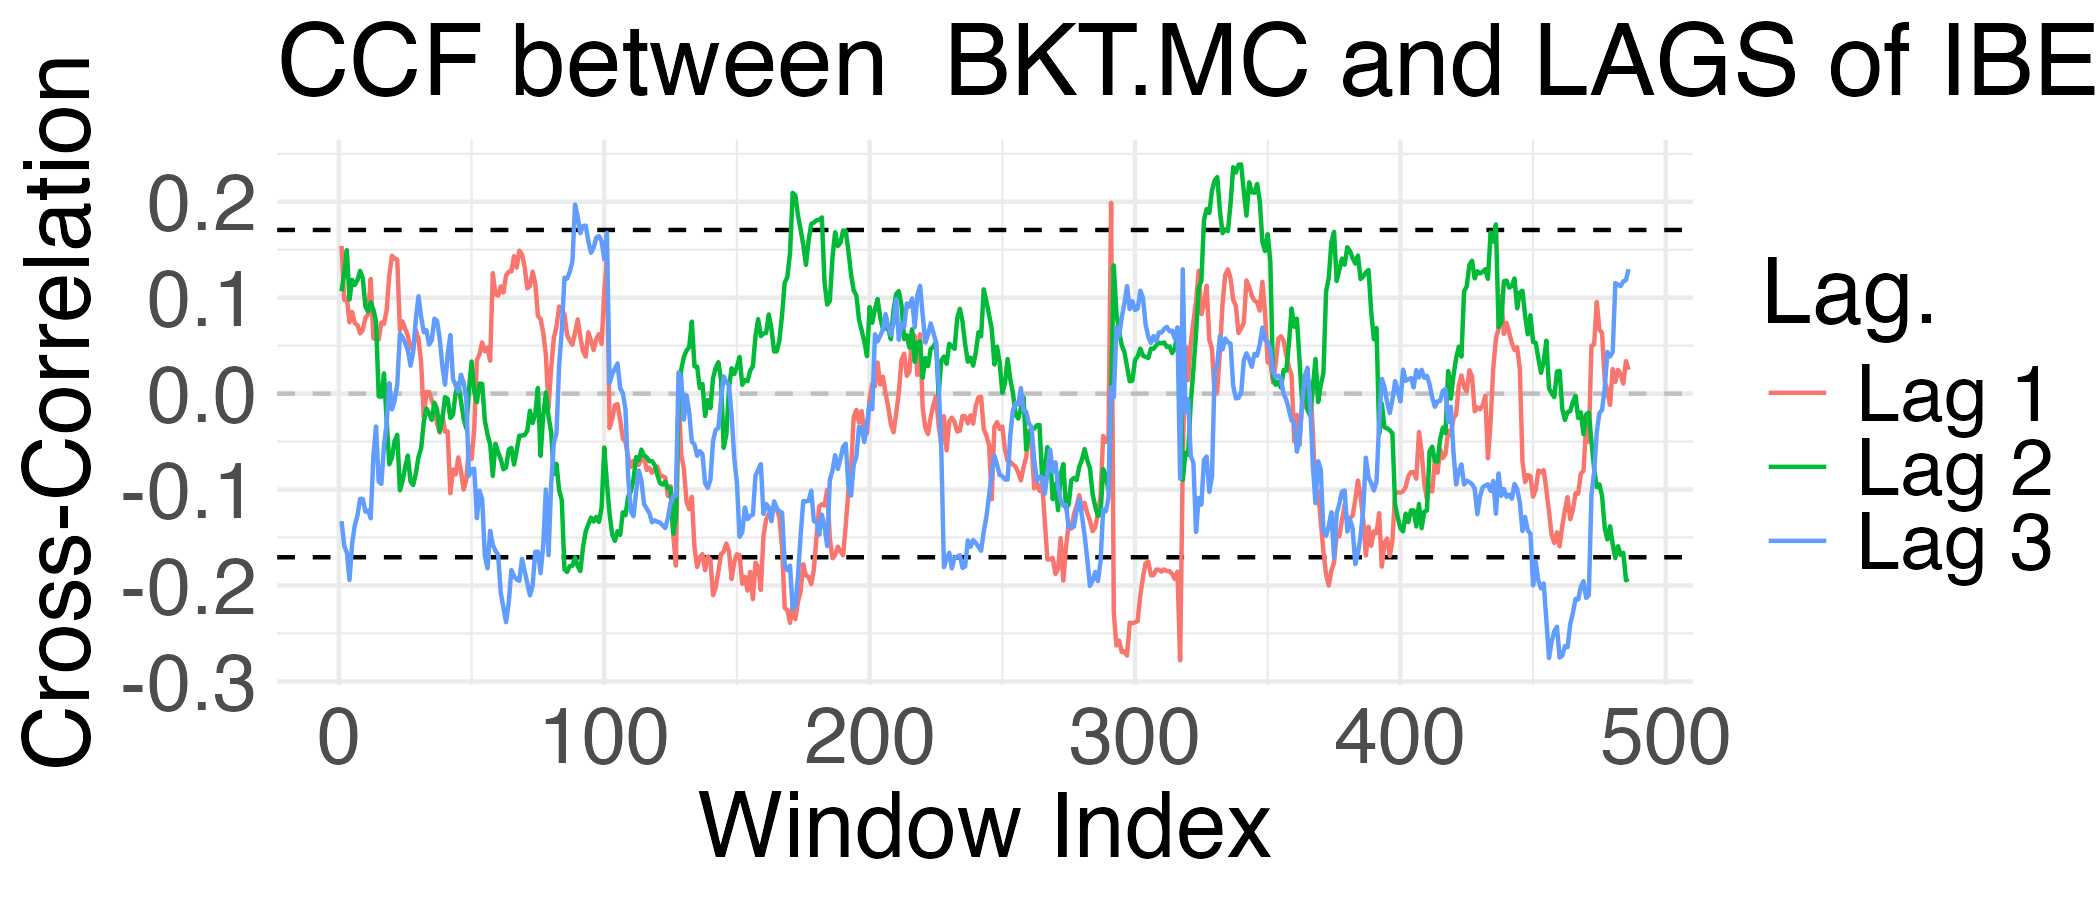 CCF between  BKT.MC and LAGS of IBE
Cross-Correlation
0.2
0.1
0.0
-0.1
-0.2
-0.3
0 100 200 300 400 500
Window Index
Lag.
Lag 1
Lag 2
Lag 3